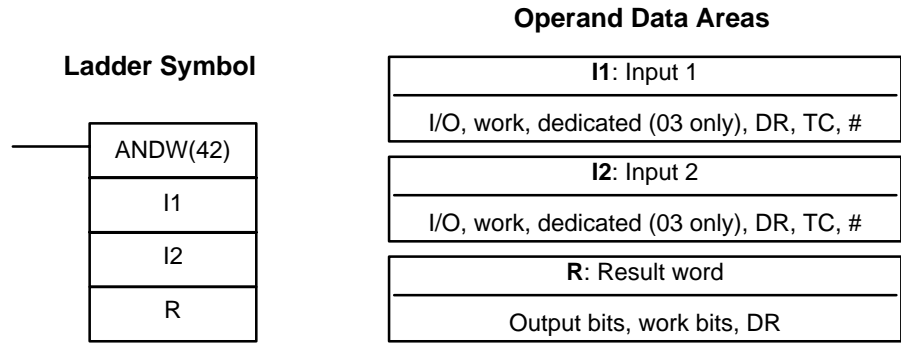 Ladder Symbol
ANDW(42)
I1
I2
R
Operand Data Areas
I1: Input 1
I/O, work, dedicated (03 only), DR, TC, #
I2: Input 2
I/O, work, dedicated (03 only), DR, TC, #
R: Result word
Output bits, work bits, DR